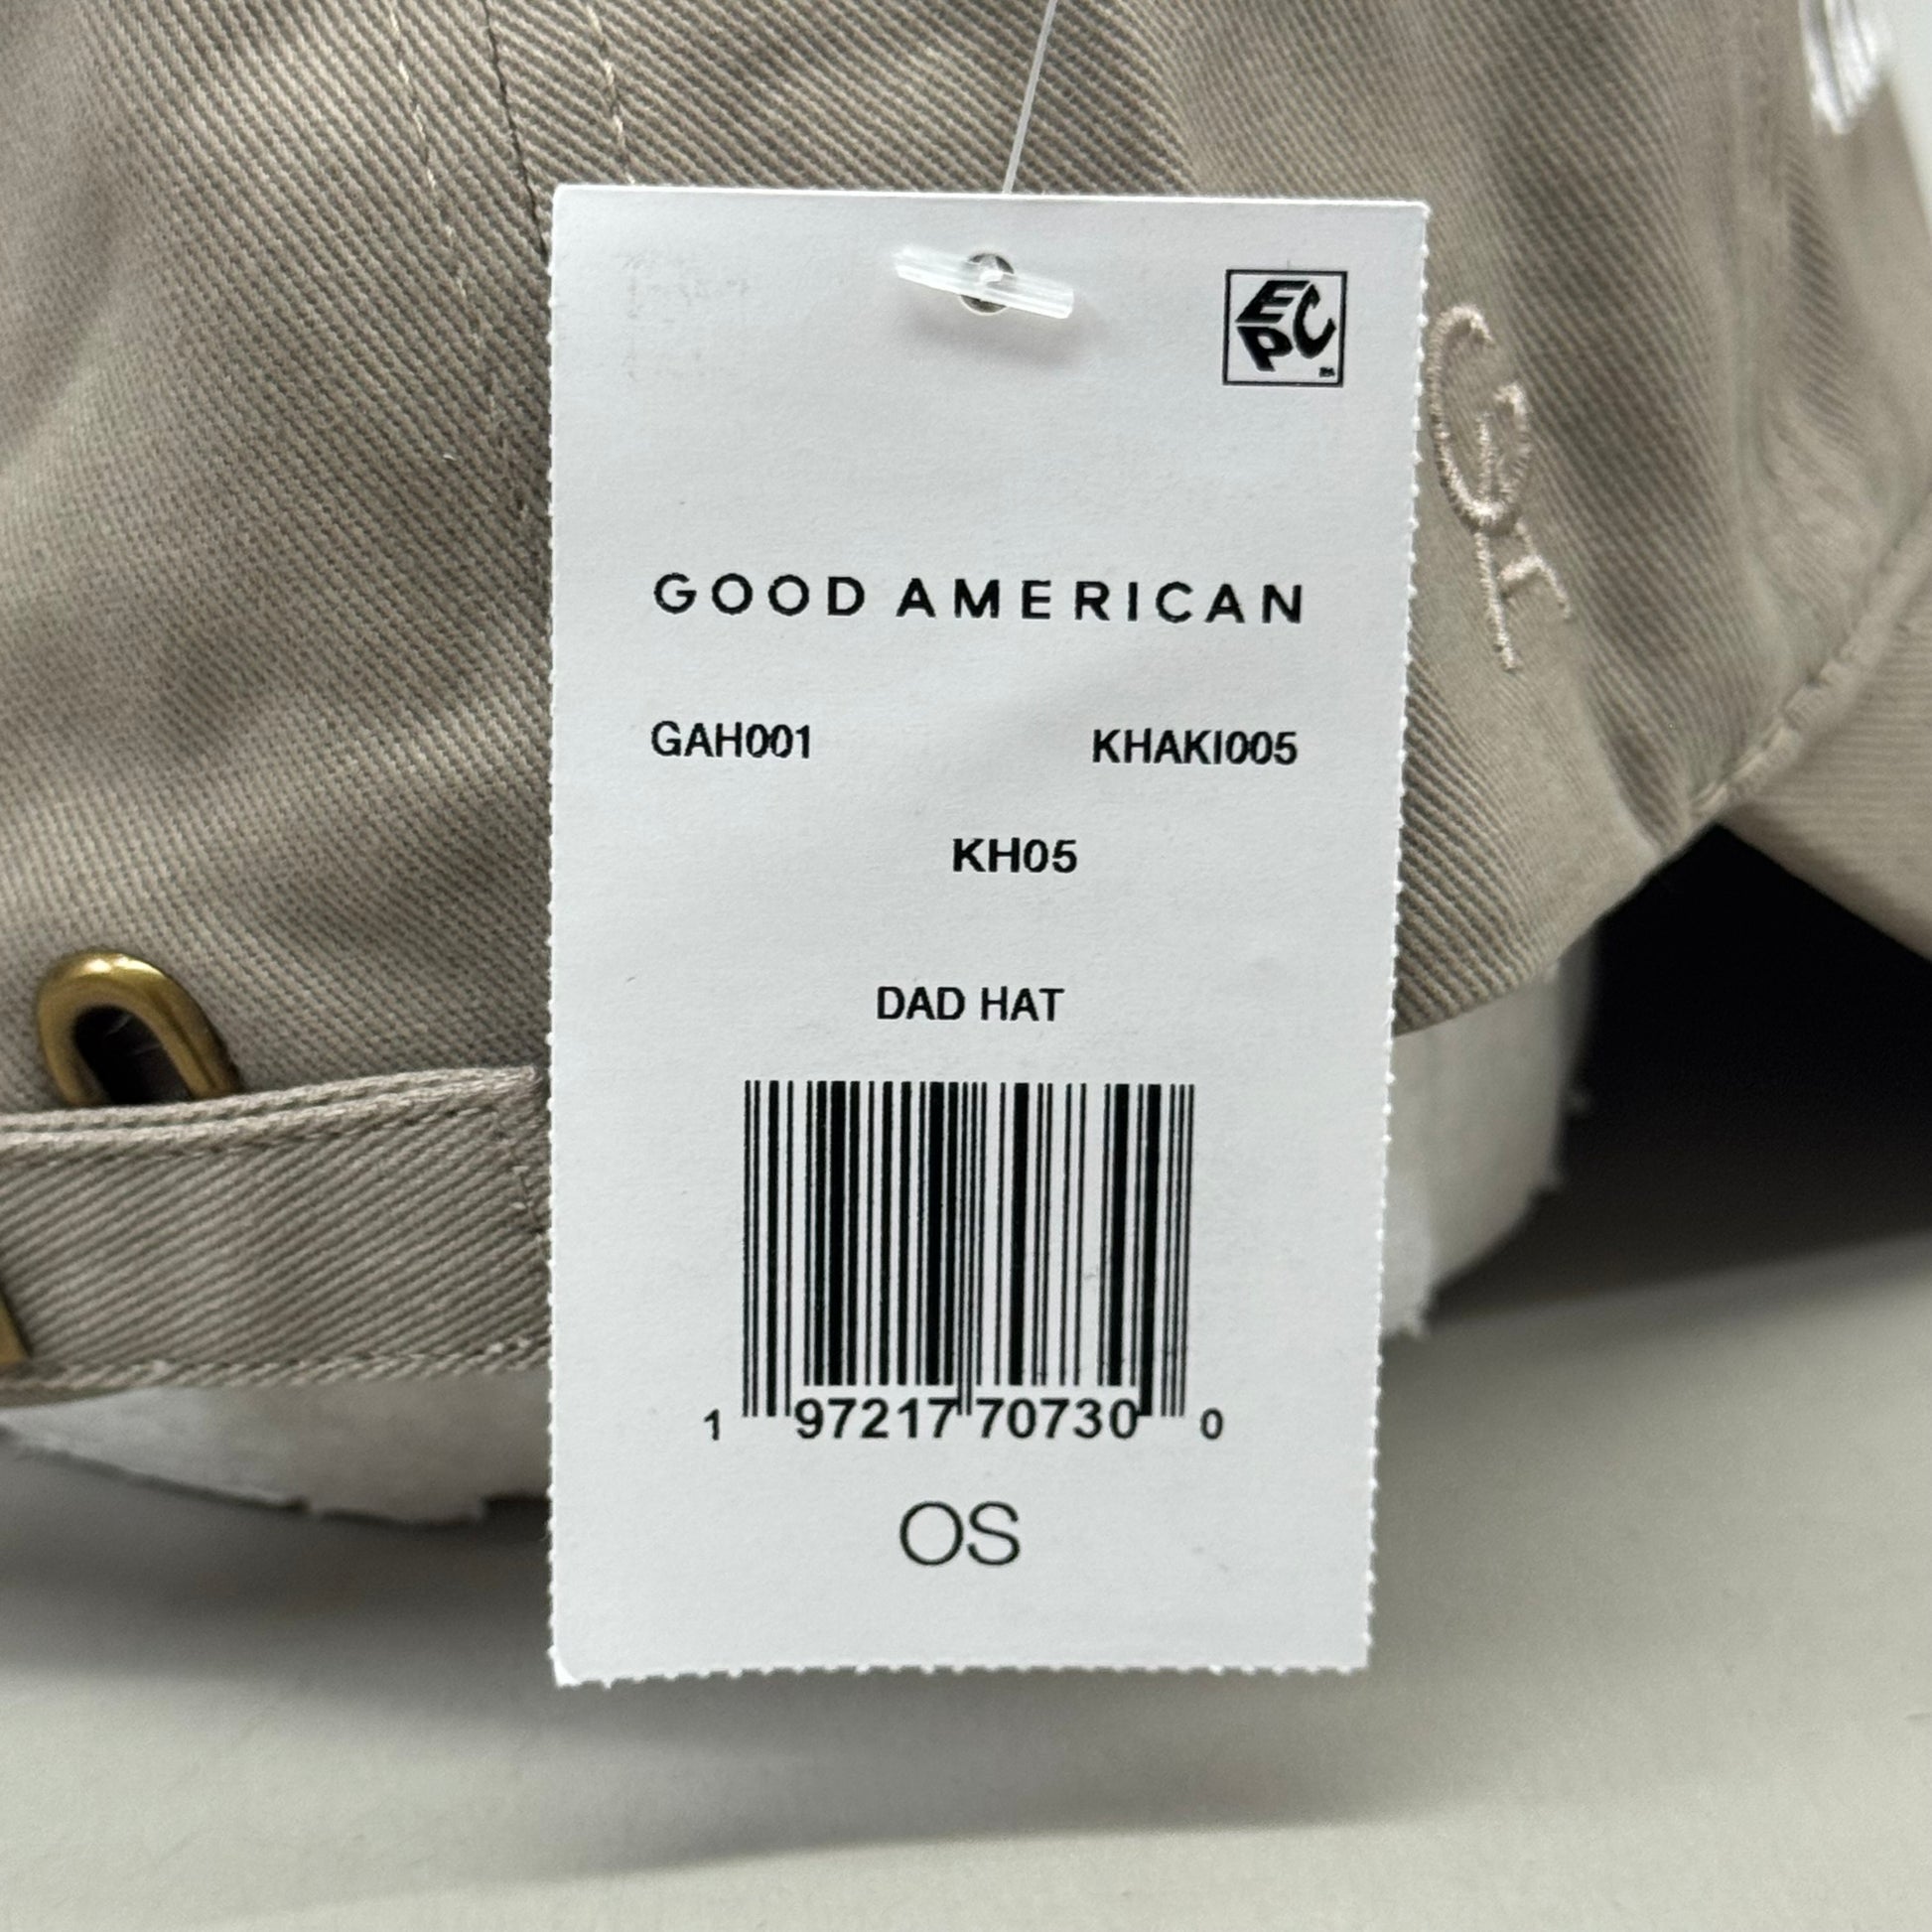 EPC
GOOD AMERICAN
GAH001 KHAKI005
KH05
DAD HAT
1 97217 70730 0
OS